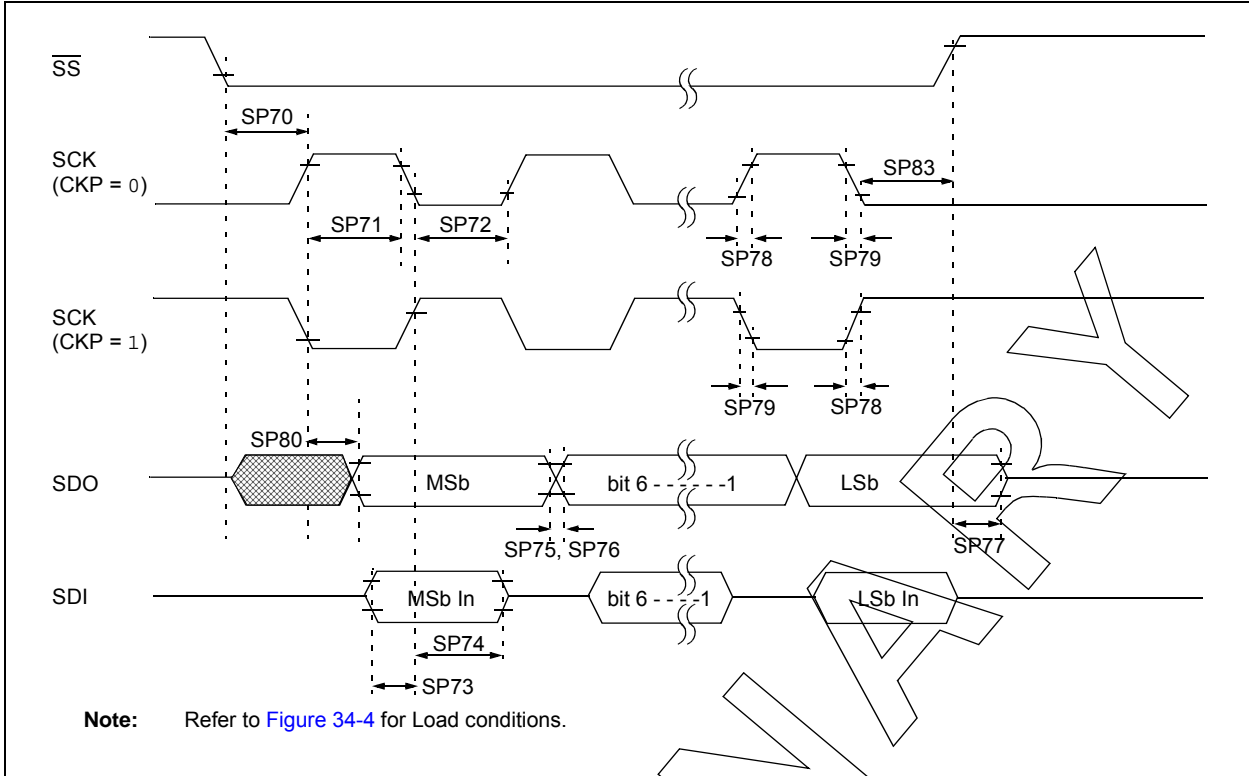 SS
SP70
SCK
(CKP = 0)
SP83
SP71
SP72
SP78
SP79
SCK
(CKP = 1)
SP79
SP78
SP80
SDO
MSb
bit 6 - - - - - -1
LSb
SP77
SP75, SP76
SDI
MSb In
bit 6 - - - -1
LSb In
SP74
SP73
Note: Refer to Figure 34-4 for Load conditions.